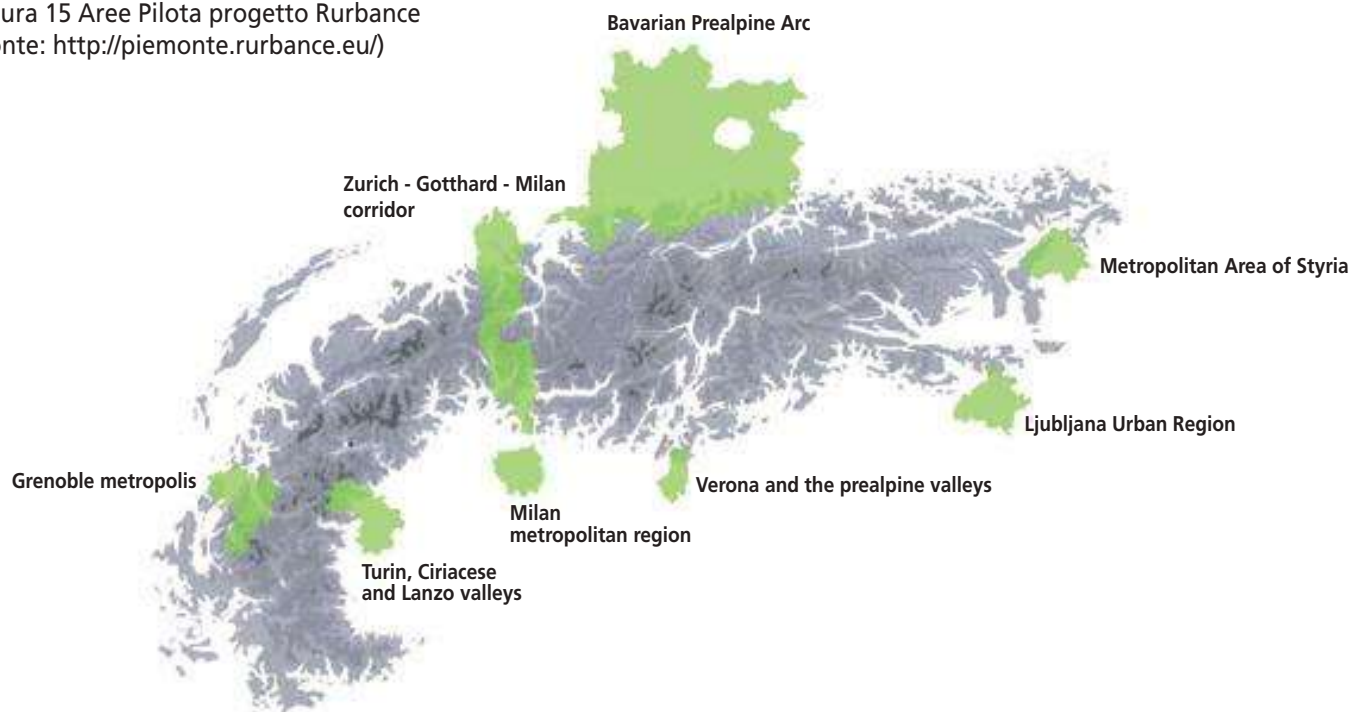 ura 15 Aree Pilota progetto Rurbance
onte: http://piemonte.rurbance.eu/)
Bavarian Prealpine Arc
Zurich - Gotthard - Milan
corridor
Metropolitan Area of Styria
Ljubljana Urban Region
Grenoble metropolis
Verona and the prealpine valleys
Milan
metropolitan region
Turin, Ciriacese
and Lanzo valleys